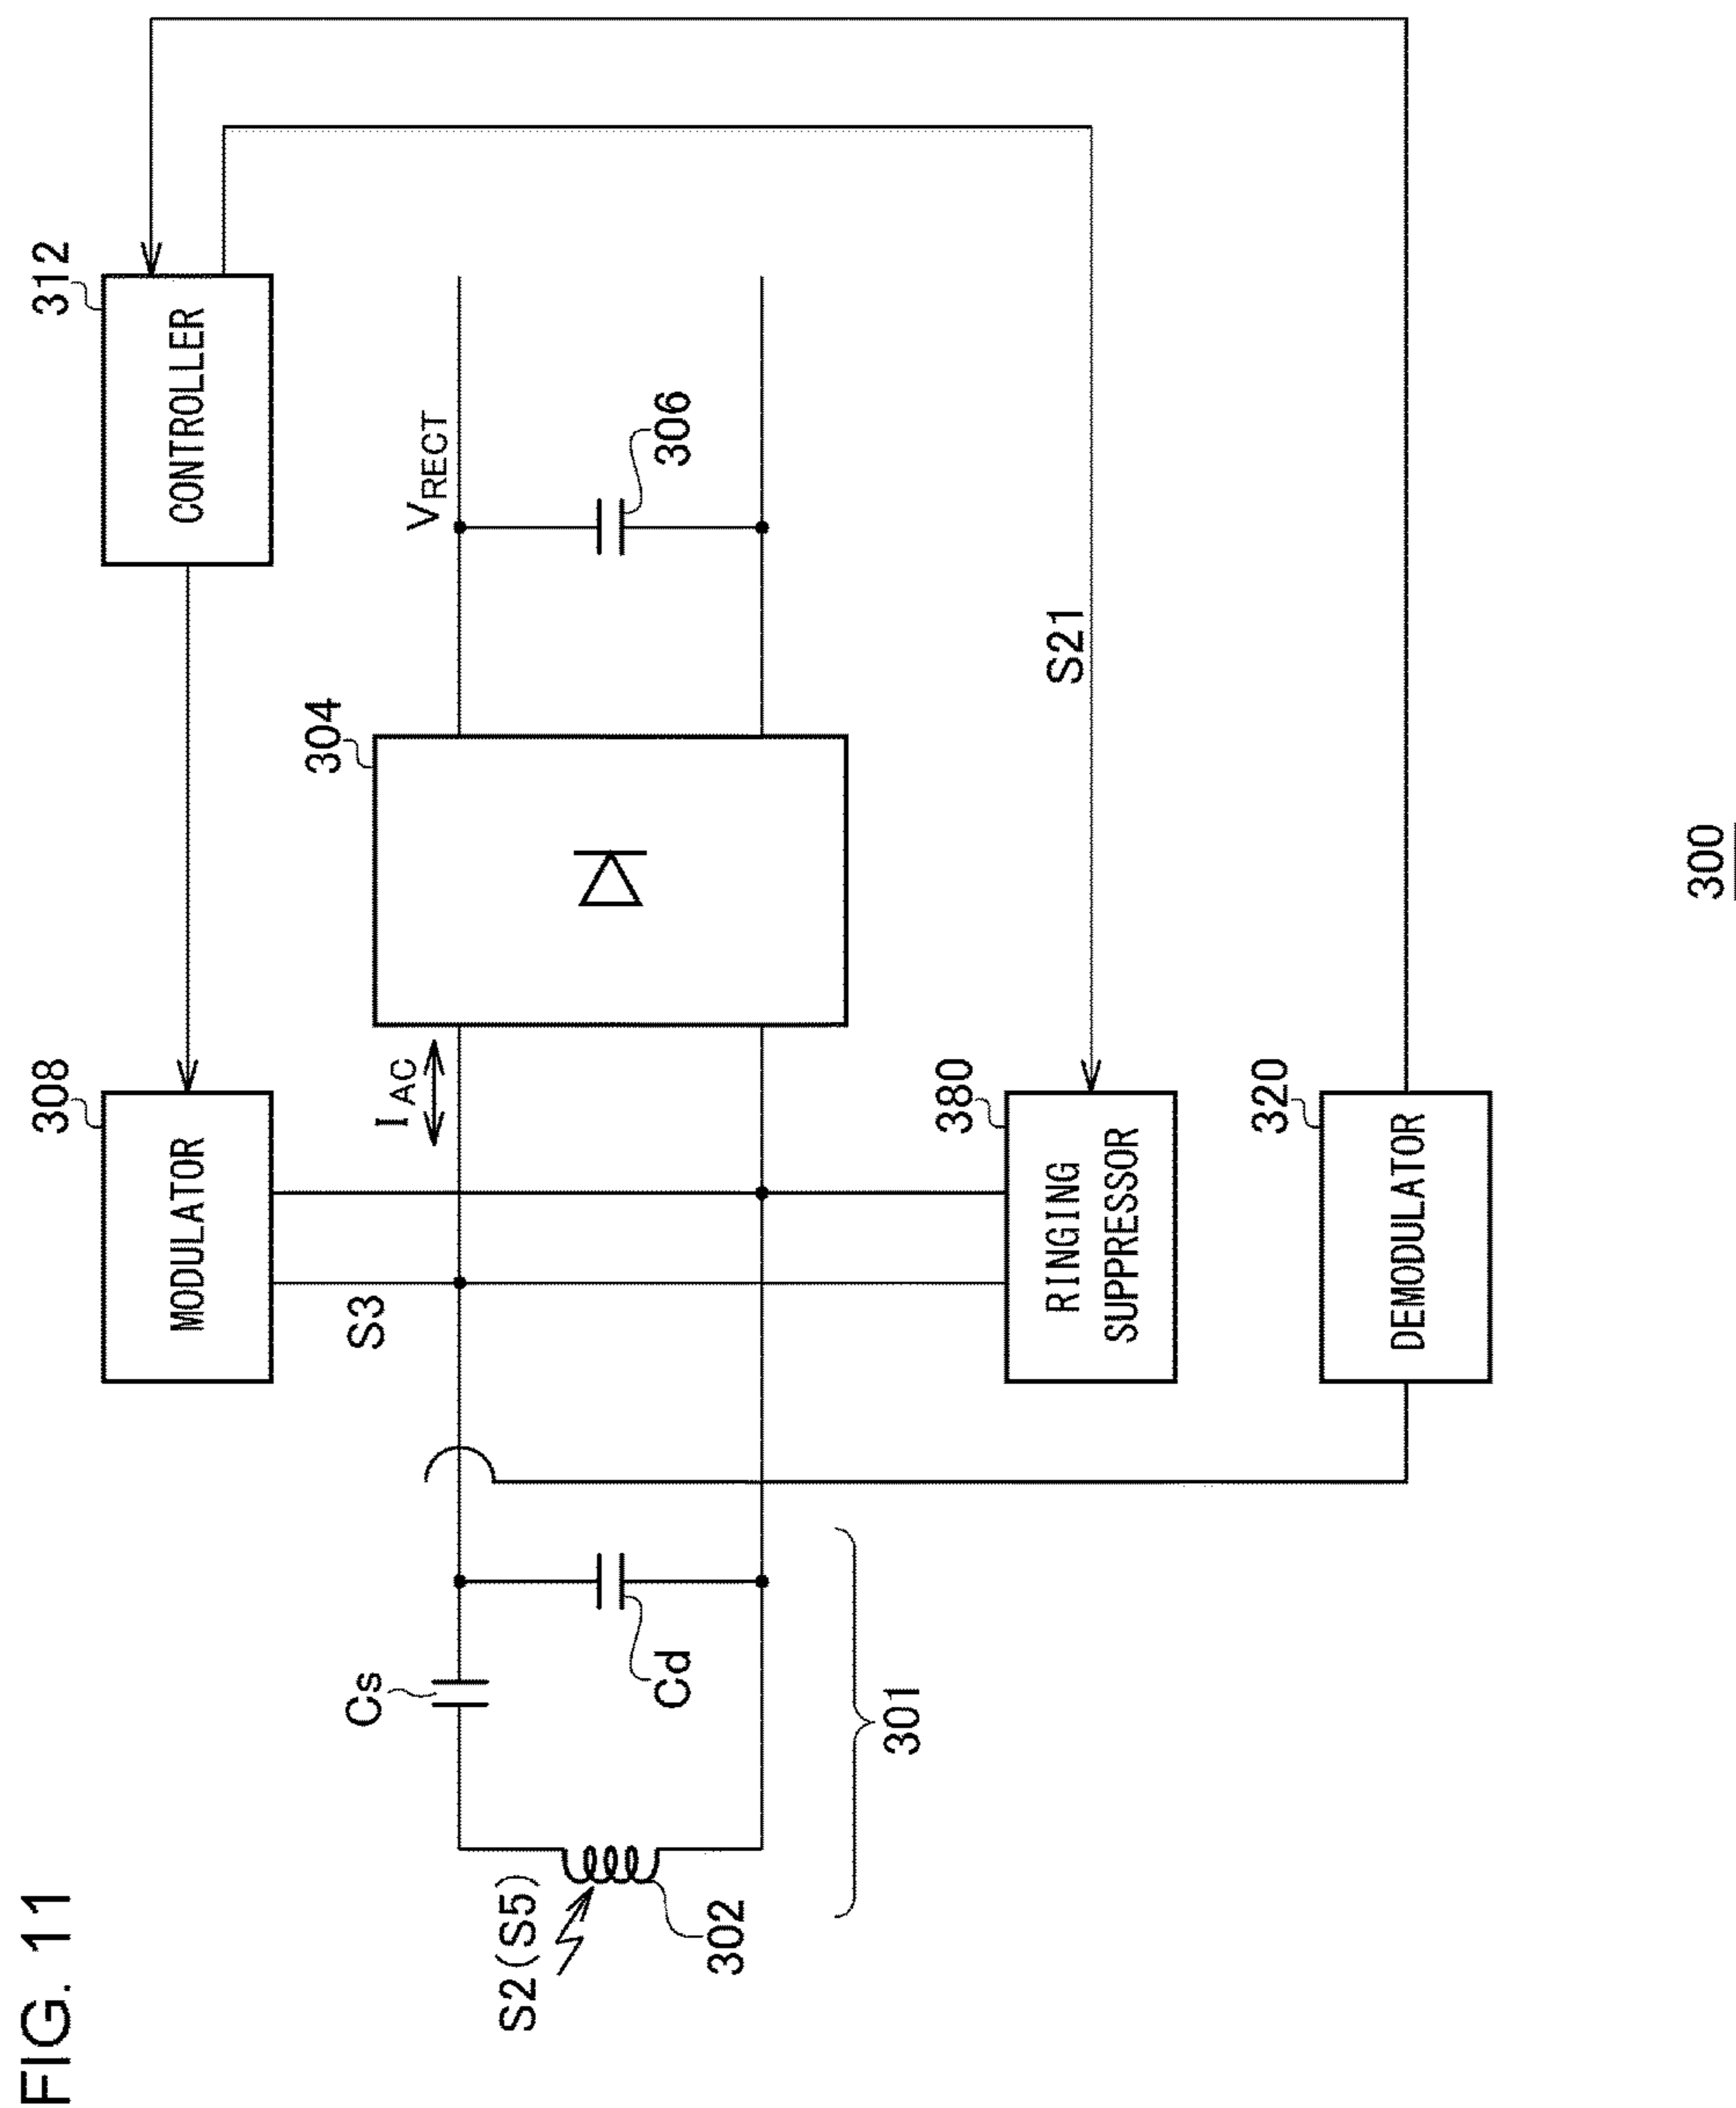 FIG. 11
312
CONTROLLER
308
MODULATOR
S3
I AC
304
VRECT
306
Cs
Cd
S2(S5)
302
301
S21
380
RINGING
SUPPRESSOR
320
DEMODULATOR
300